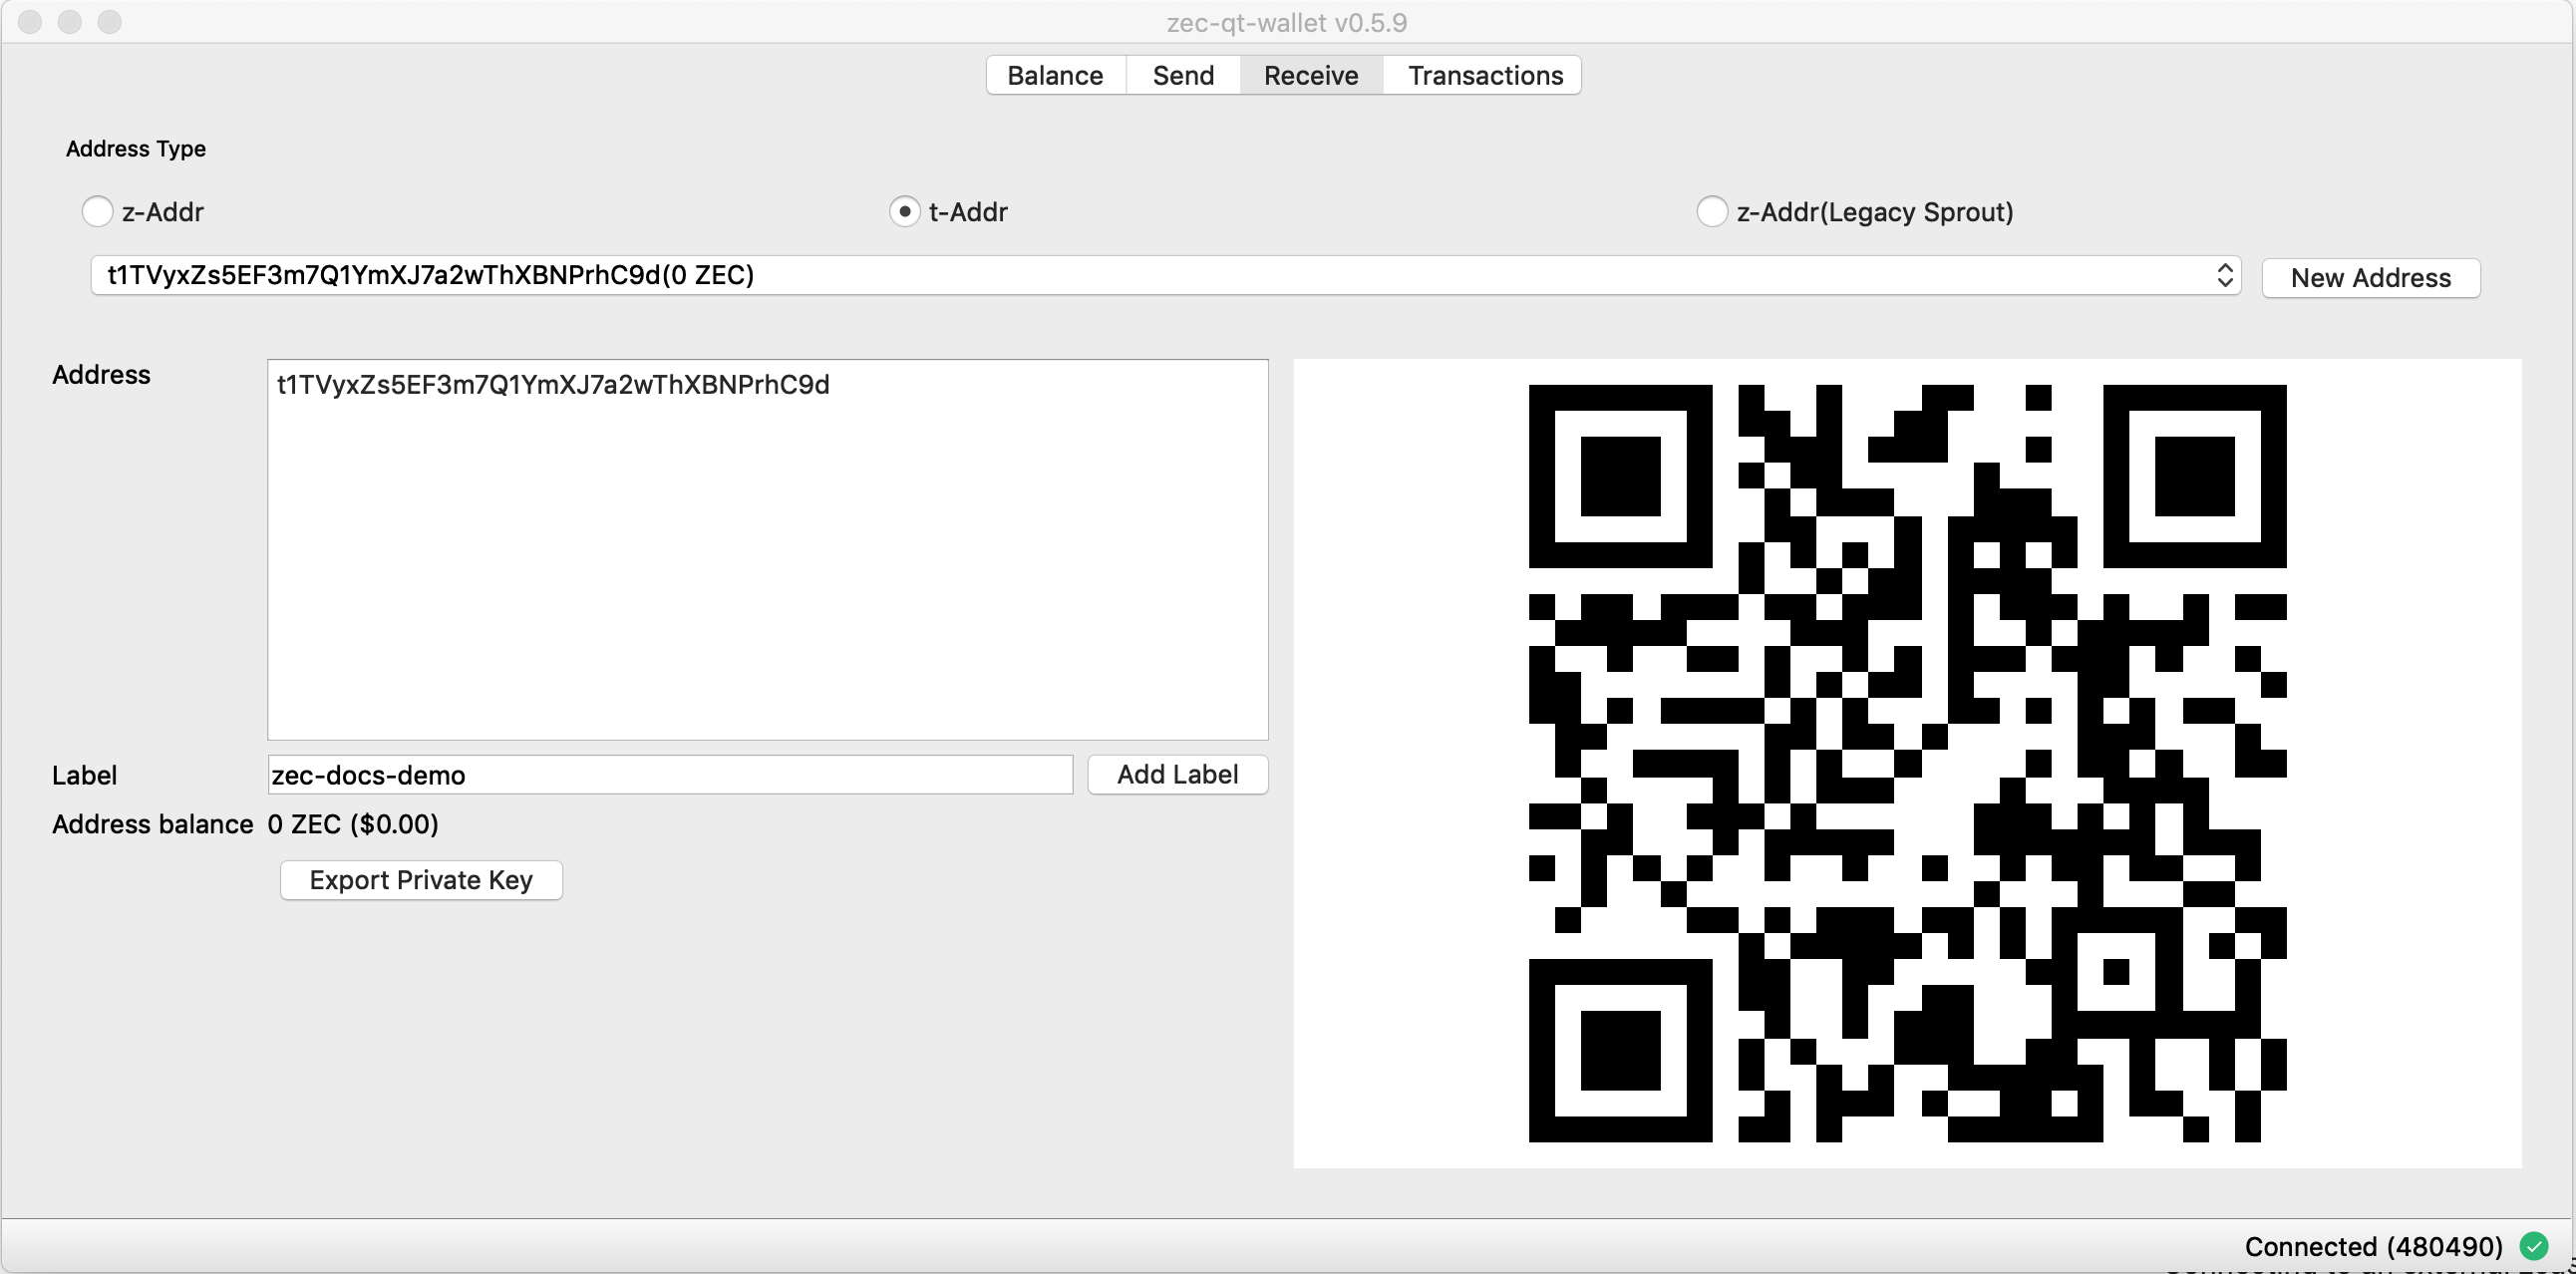 zec-qt-wallet v0.5.9
Balance Send Receive Transactions
Address Type
z-Addr t-Addr z-Addr(Legacy Sprout)
t1TVyxZs5EF3m7Q1YmXJ7a2wThXBNPrhC9d(0 ZEC) New Address
Address t1TVyxZs5EF3m7Q1YmXJ7a2wThXBNPrhC9d
Label zec-docs-demo Add Label
Address balance 0 ZEC ($0.00)
Export Private Key
Connected (480490)